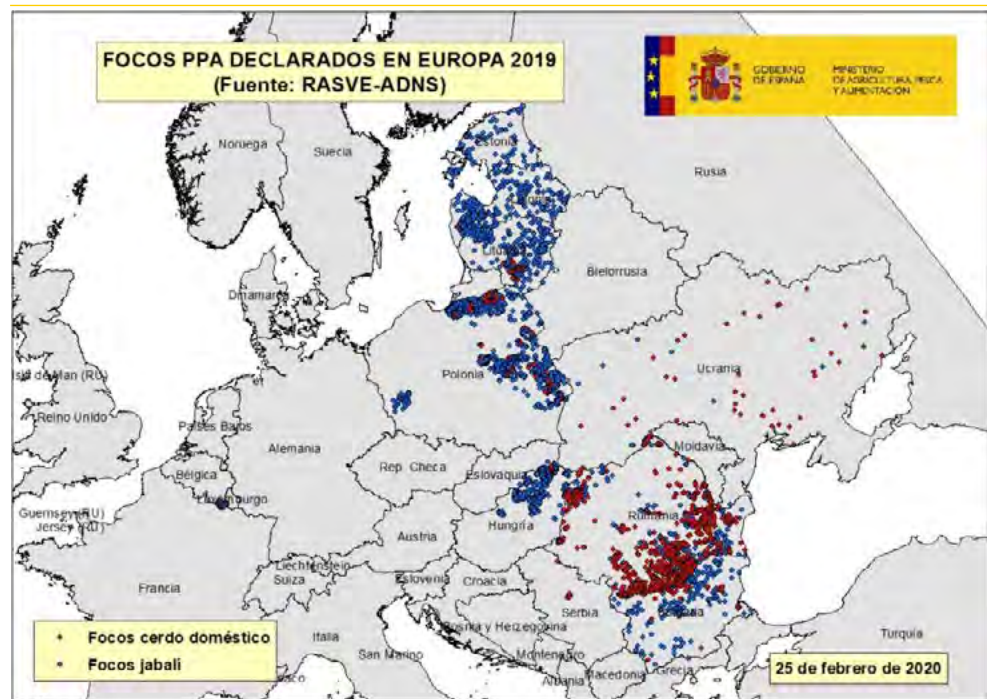 FOCOS PPA DECLARADOS EN EUROPA 2019
(Fuente: RASVE-ADNS)
GOBIERNO
DE ESPAÑA
MINISTERIO
DE AGRICULTURA, PESCA
Y ALIMENTACIÓN
Noruega
Suecia
Estonia
Rusia
Bielorrusia
Dinamarca
Ucrania
Polonia
Isla de Man (RU)
Reino Unido
Países Bajos
Alemania
Bélgica
Luxemburgo
Rep. Checa
Eslovaquia
Moldavia
Guernsey (RU)
Jersey (RU)
Hungría
Rumanía
Austria
Liechtenstein
Suiza
Francia
Eslovenia
Croacia
Serbia
Bosnia y Herzegovina
Italia
San Marino
Montenegro
Macedonia
Albania
Grecia
Turquía
Focos cerdo doméstico
Focos jabalí
25 de febrero de 2020